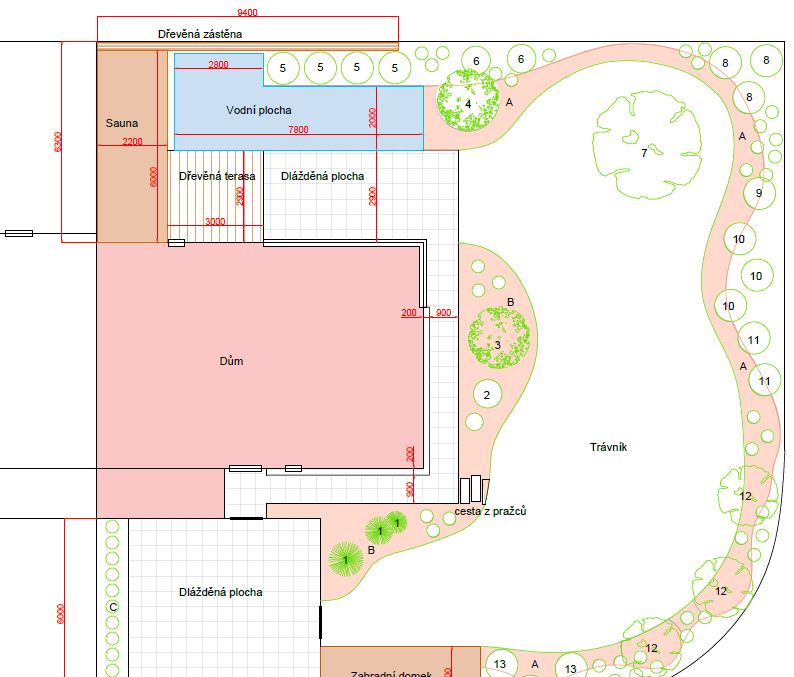 9400
Dřevěná zástěna
2800
5
5
5
5
6
6
8
8
8
4
A
Vodní plocha
Sauna
7800
2000
2200
6300
6000
A
7
Dřevěná terasa
Dlážděná plocha
2900
2900
3000
9
10
10
10
B
200
900
3
11
11
A
Dům
2
Trávník
200
900
cesta z pražců
12
1
1
1
B
Dlážděná plocha
C
6000
12
12
13
A
13
Zahradní domek